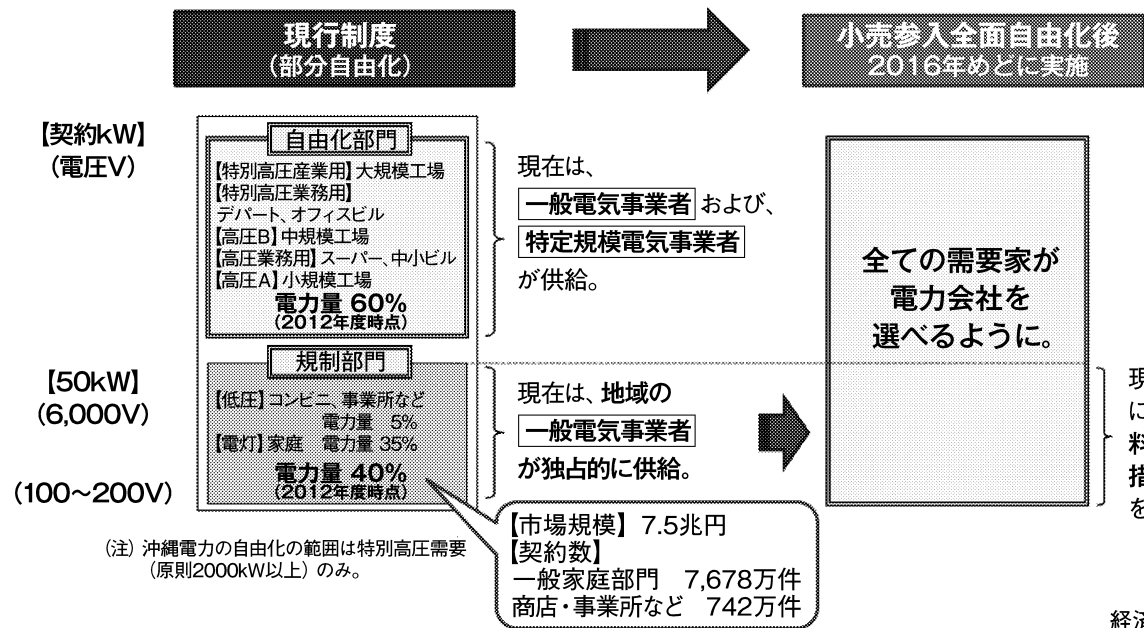 現行制度
(部分自由化)
小売参入全面自由化後
2016年めどに実施
【契約kW】
(電圧V)
自由化部門
【特別高圧産業用】大規模工場
【特別高圧業務用】
デパート、オフィスビル
【高圧B】中規模工場
【高圧業務用】スーパー、中小ビル
【高圧A】小規模工場
電力量 60%
(2012年度時点)
現在は、
一般電気事業者 および、
特定規模電気事業者
が供給。
全ての需要家が
電力会社を
選べるように。
【50kW】
(6,000V)
(100〜200V)
規制部門
【低圧】コンビニ、事業所など
電力量 5%
【電灯】家庭 電力量 35%
電力量 40%
(2012年度時点)
現在は、地域の
一般電気事業者
が独占的に供給。
現
に
料
措
を
【市場規模】7.5兆円
【契約数】
一般家庭部門 7,678万件
商店・事業所など 742万件
(注) 沖縄電力の自由化の範囲は特別高圧需要
(原則2000kW以上) のみ。
経済